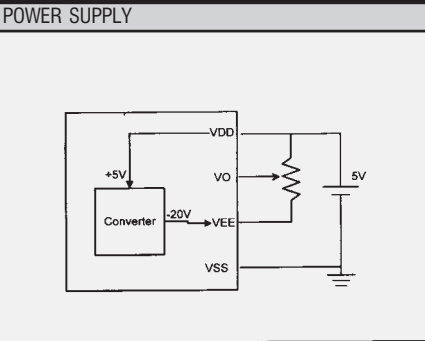 POWER SUPPLY
VDD
+5V
VO
5V
Converter
-20V
VEE
VSS